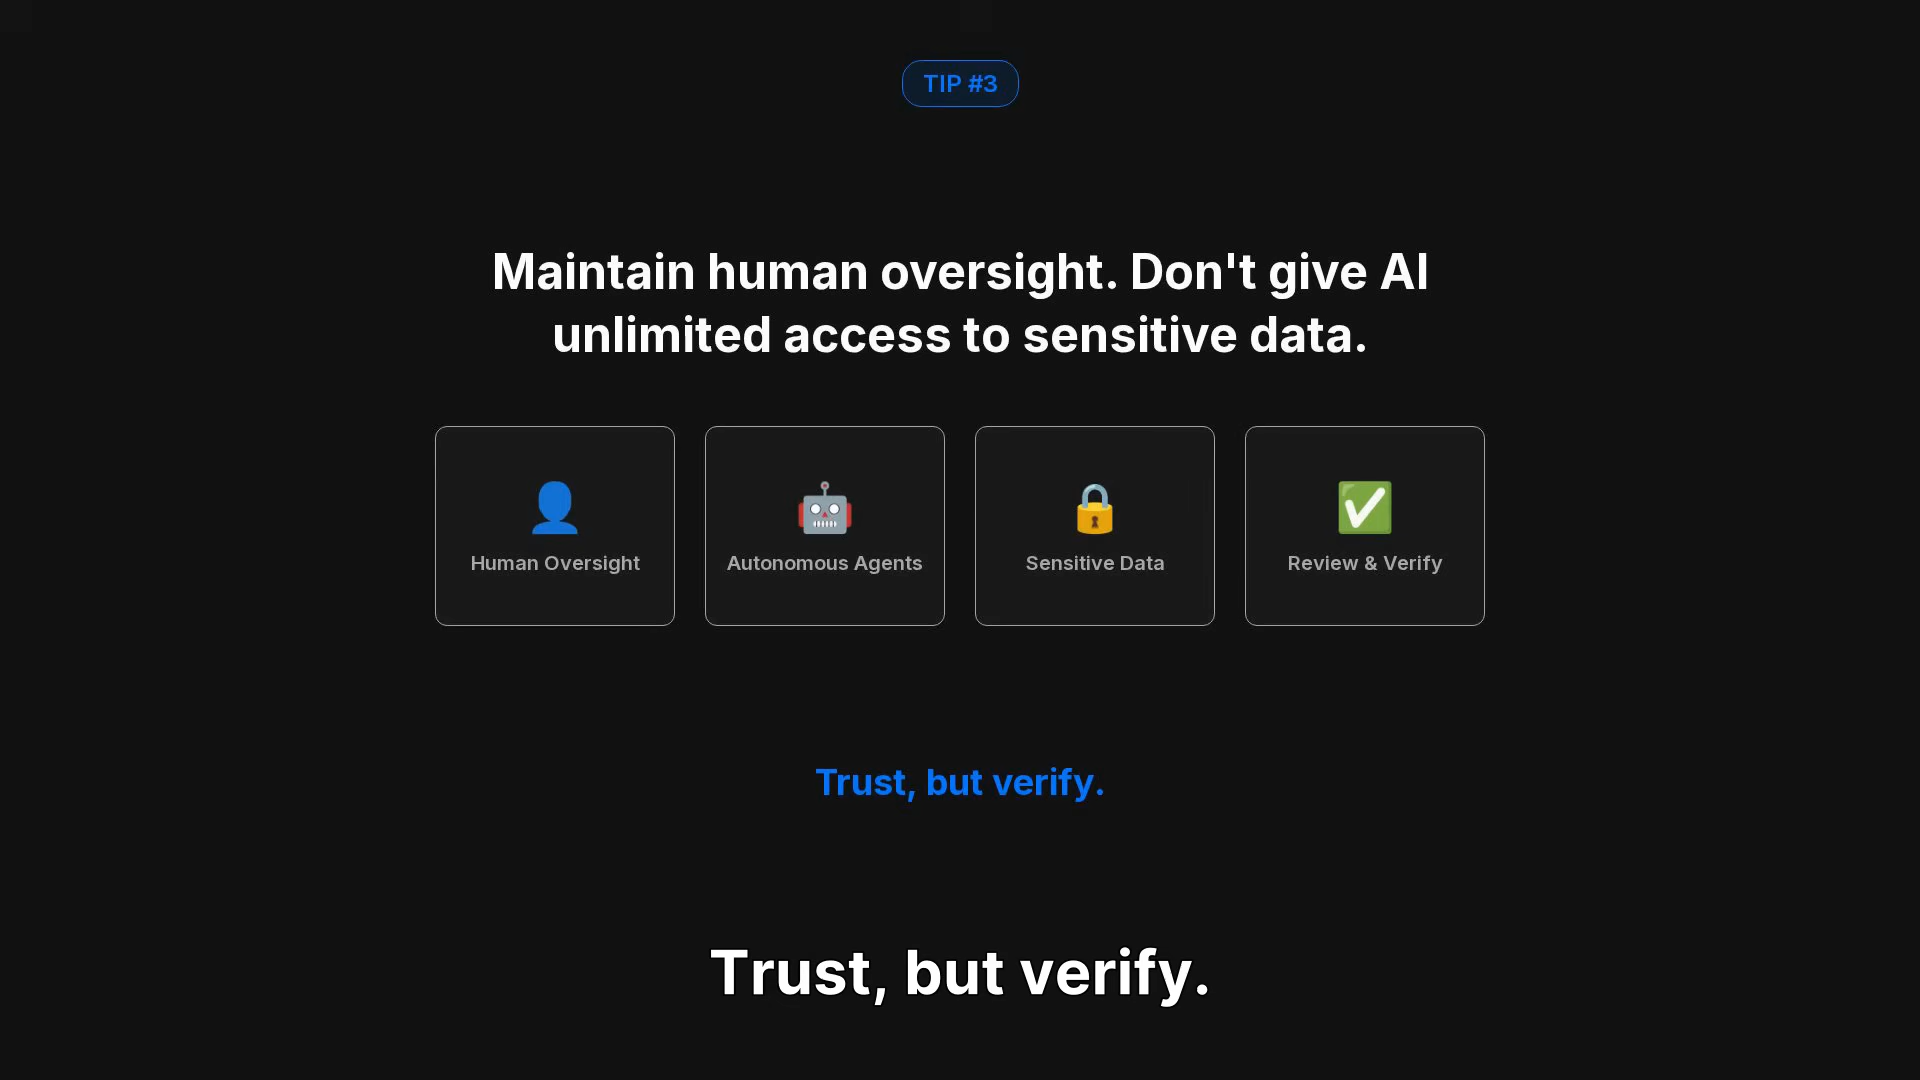 TIP #3
Maintain human oversight. Don't give AI
unlimited access to sensitive data.
Human Oversight
Autonomous Agents
Sensitive Data
Review & Verify
Trust, but verify.
Trust, but verify.